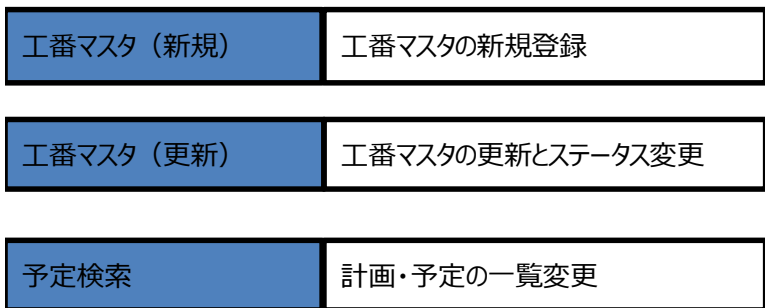 工番マスタ（新規） 工番マスタの新規登録
工番マスタ（更新） 工番マスタの更新とステータス変更
予定検索 計画・予定の一覧変更